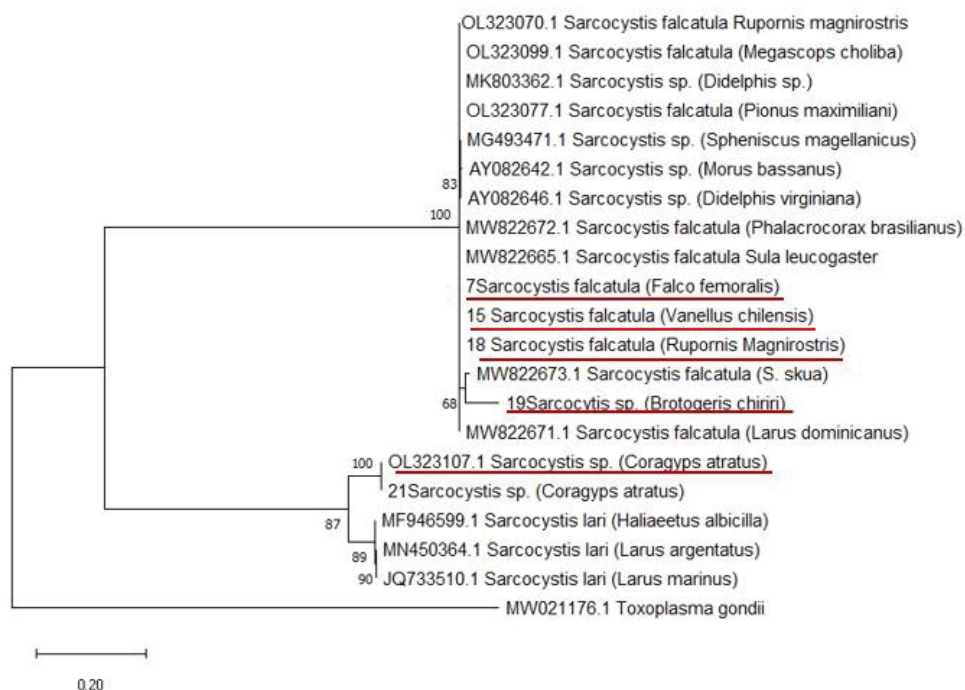 OL323070.1 Sarcocystis falcatula Rupornis magnirostris
OL323099.1 Sarcocystis falcatula (Megascops choliba)
MK803362.1 Sarcocystis sp. (Didelphis sp.)
OL323077.1 Sarcocystis falcatula (Pionus maximiliani)
MG493471.1 Sarcocystis sp. (Spheniscus magellanicus)
AY082642.1 Sarcocystis sp. (Morus bassanus)
83
AY082646.1 Sarcocystis sp. (Didelphis virginiana)
100
MW822672.1 Sarcocystis falcatula (Phalacrocorax brasilianus)
MW822665.1 Sarcocystis falcatula Sula leucogaster
7Sarcocystis falcatula (Falco femoralis)
15 Sarcocystis falcatula (Vanellus chilensis)
18 Sarcocystis falcatula (Rupornis Magnirostris)
MW822673.1 Sarcocystis falcatula (S. skua)
68
19Sarcocytis sp. (Brotogeris chiriri)
MW822671.1 Sarcocystis falcatula (Larus dominicanus)
100
OL323107.1 Sarcocystis sp. (Coragyps atratus)
21Sarcocystis sp. (Coragyps atratus)
87
MF946599.1 Sarcocystis lari (Haliaeetus albicilla)
89
MN450364.1 Sarcocystis lari (Larus argentatus)
90
JQ733510.1 Sarcocystis lari (Larus marinus)
MW021176.1 Toxoplasma gondii
0.20